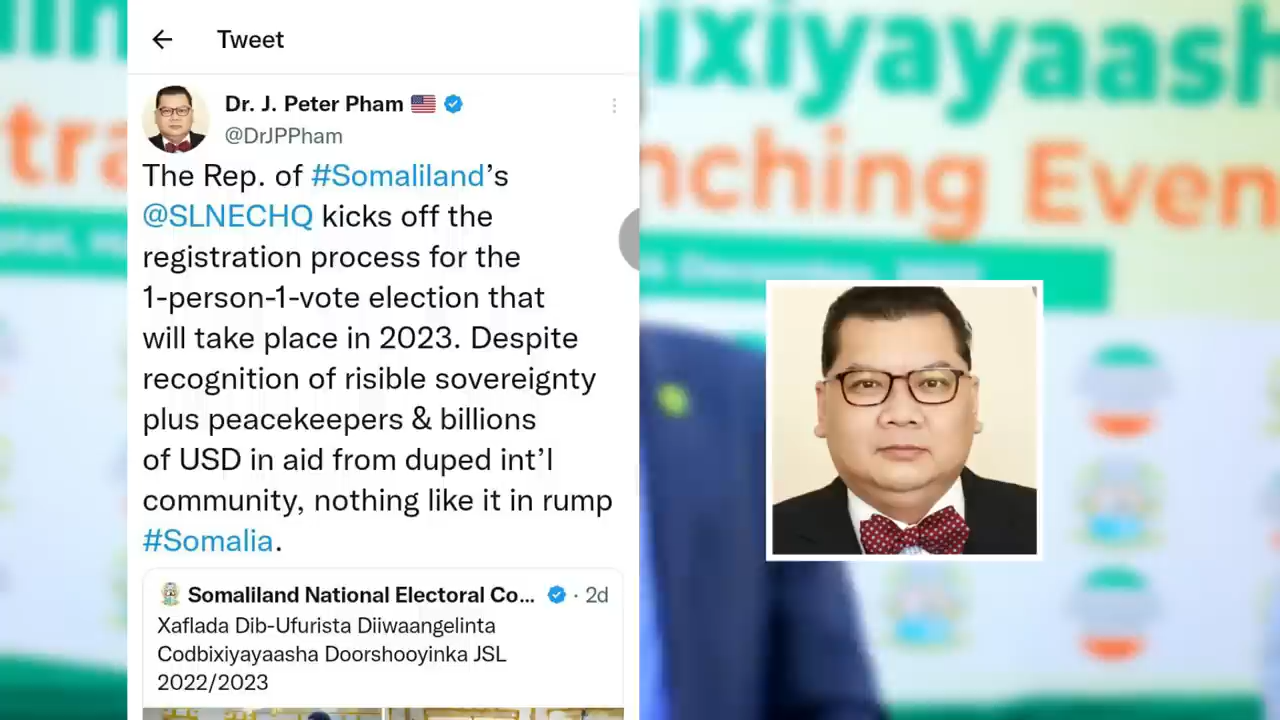 Tweet
Dr. J. Peter Pham 🇺🇸
@DrJPPham
The Rep. of #Somaliland’s
@SLNECHQ kicks off the
registration process for the
1-person-1-vote election that
will take place in 2023. Despite
recognition of risible sovereignty
plus peacekeepers & billions
of USD in aid from duped int’l
community, nothing like it in rump
#Somalia.
Somaliland National Electoral Co... · 2d
Xaflada Dib-Ufurista Diiwaangelinta
Codbixiyayaasha Doorshooyinka JSL
2022/2023
ixiyayaash
nching Even